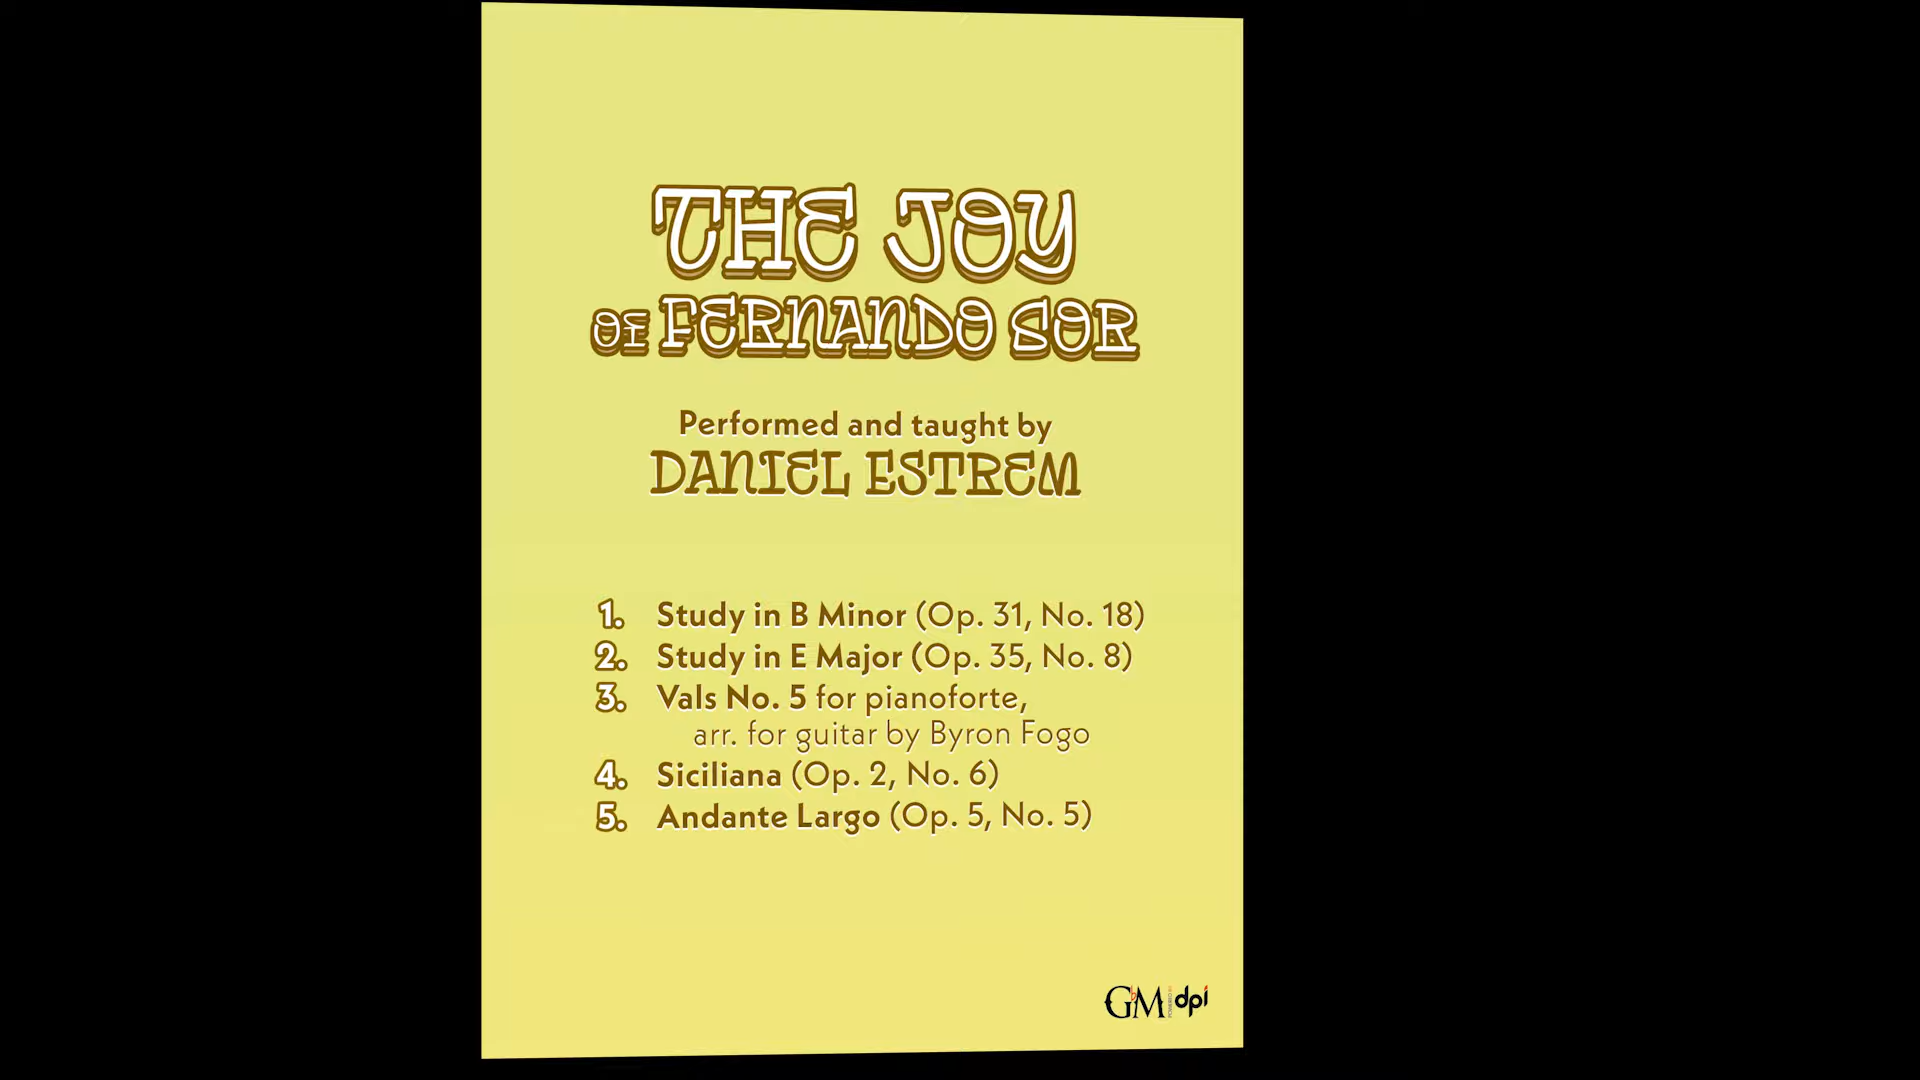 THE JOY
OF FERNANDO SOR
Performed and taught by
DANIEL ESTREM
1. Study in B Minor (Op. 31, No. 18)
2. Study in E Major (Op. 35, No. 8)
3. Vals No. 5 for pianoforte,
arr. for guitar by Byron Fogo
4. Siciliana (Op. 2, No. 6)
5. Andante Largo (Op. 5, No. 5)
GM dpi